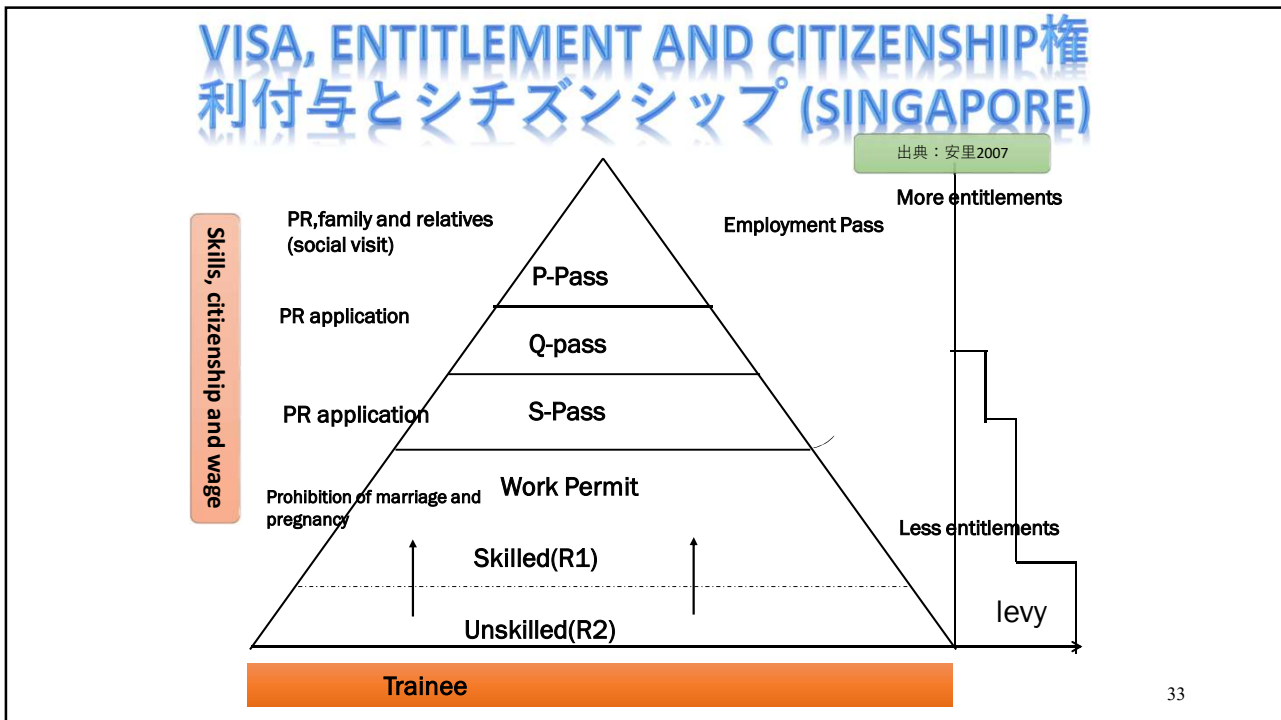 VISA, ENTITLEMENT AND CITIZENSHIP権
利付与とシチズンシップ (SINGAPORE)
出典：安里2007
More entitlements
PR,family and relatives
(social visit)
Employment Pass
Skills, citizenship and wage
P-Pass
PR application
Q-pass
PR application
S-Pass
Work Permit
Prohibition of marriage and
pregnancy
Less entitlements
Skilled(R1)
levy
Unskilled(R2)
Trainee
33